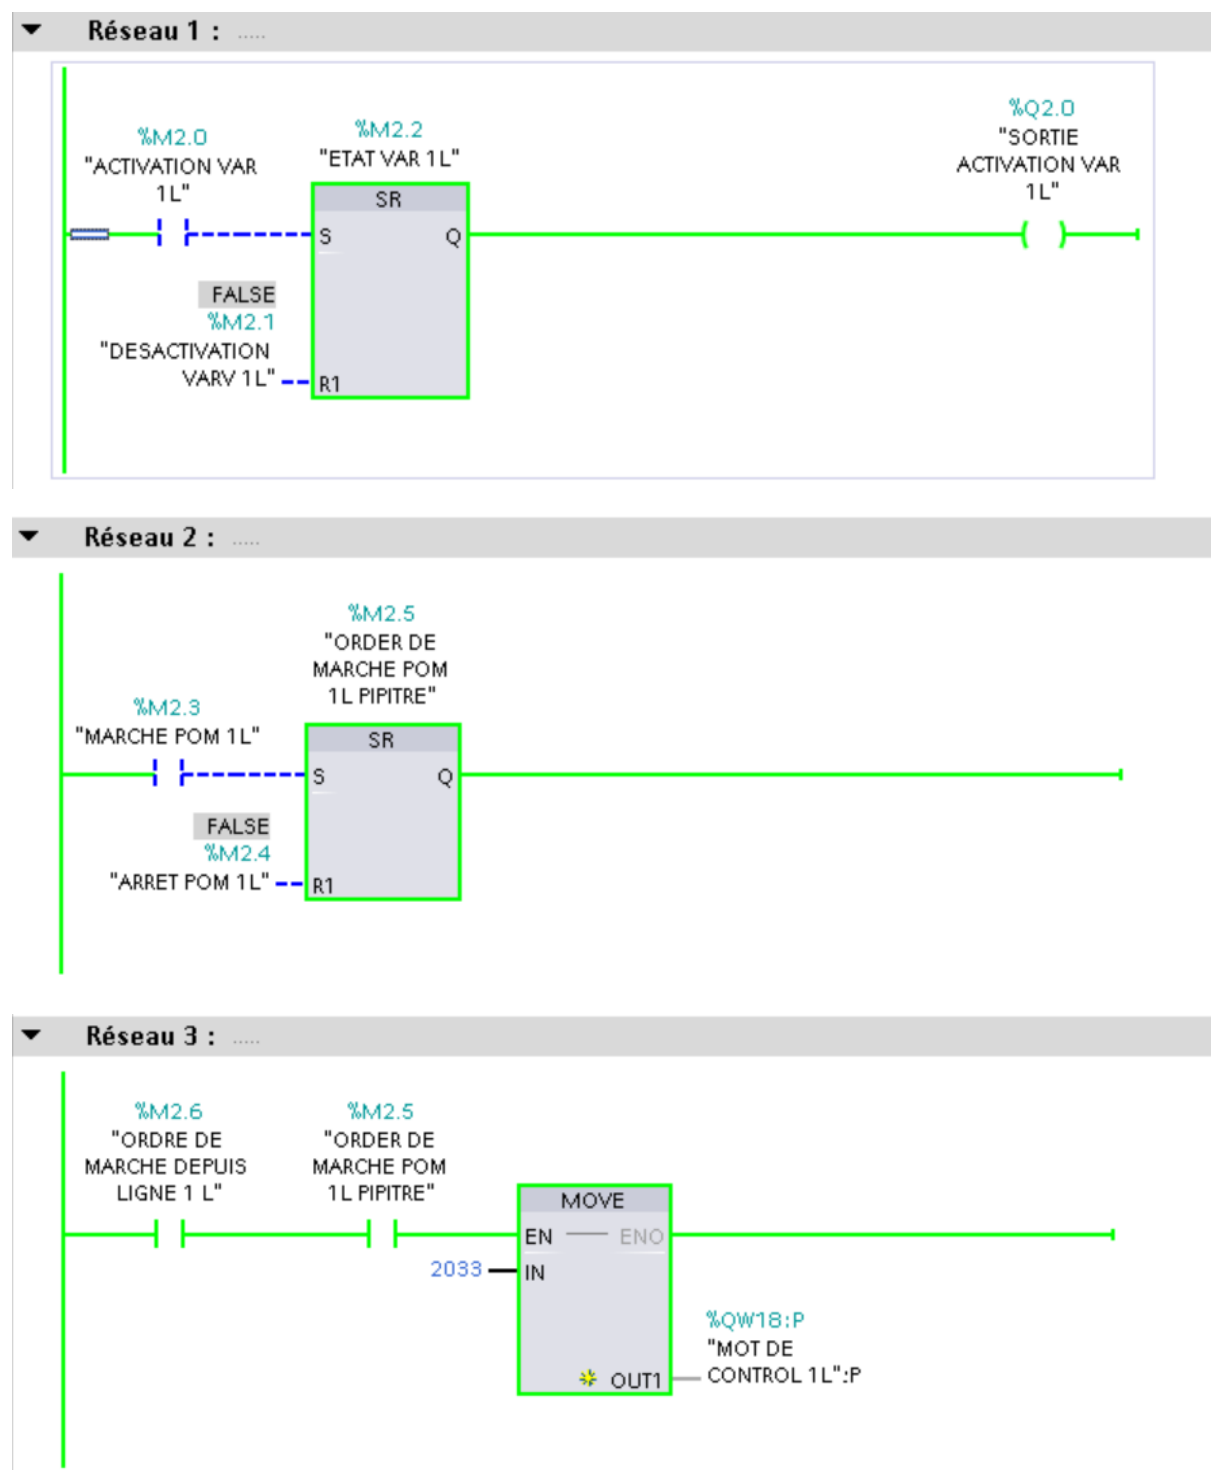 Réseau 1 : .....
%M2.0
"ACTIVATION VAR
1L"
%M2.2
"ETAT VAR 1L"
SR
S
Q
FALSE
%M2.1
"DESACTIVATION
VARV 1L"
R1
%Q2.0
"SORTIE
ACTIVATION VAR
1L"
Réseau 2 : .....
%M2.5
"ORDER DE
MARCHE POM
1L PIPITRE"
%M2.3
"MARCHE POM 1L"
SR
S
Q
FALSE
%M2.4
"ARRET POM 1L"
R1
Réseau 3 : .....
%M2.6
"ORDRE DE
MARCHE DEPUIS
LIGNE 1 L"
%M2.5
"ORDER DE
MARCHE POM
1L PIPITRE"
MOVE
EN
ENO
2033
IN
OUT1
%QW18:P
"MOT DE
CONTROL 1L":P